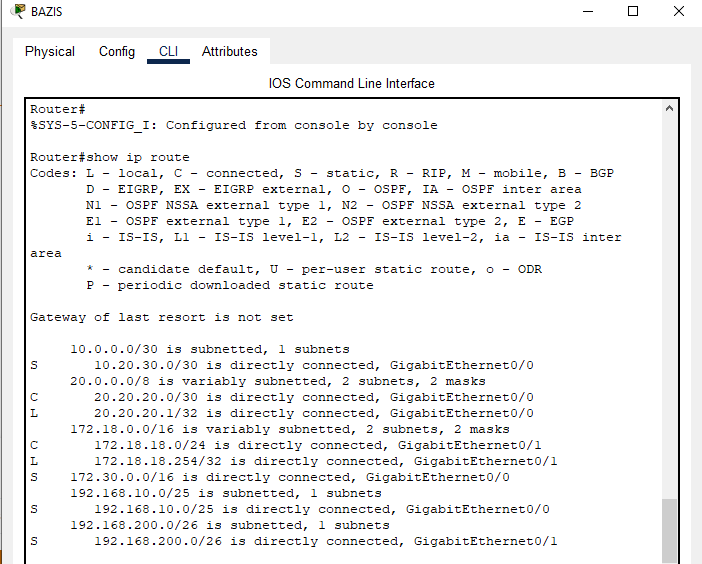 BAZIS
Physical Config CLI Attributes
IOS Command Line Interface
Router#
%SYS-5-CONFIG_I: Configured from console by console
Router#show ip route
Codes: L - local, C - connected, S - static, R - RIP, M - mobile, B - BGP
D - EIGRP, EX - EIGRP external, O - OSPF, IA - OSPF inter area
N1 - OSPF NSSA external type 1, N2 - OSPF NSSA external type 2
E1 - OSPF external type 1, E2 - OSPF external type 2, E - EGP
i - IS-IS, L1 - IS-IS level-1, L2 - IS-IS level-2, ia - IS-IS inter
area
* - candidate default, U - per-user static route, o - ODR
P - periodic downloaded static route
Gateway of last resort is not set
10.0.0.0/30 is subnetted, 1 subnets
S 10.20.30.0/30 is directly connected, GigabitEthernet0/0
20.0.0.0/8 is variably subnetted, 2 subnets, 2 masks
C 20.20.20.0/30 is directly connected, GigabitEthernet0/0
L 20.20.20.1/32 is directly connected, GigabitEthernet0/0
172.18.0.0/16 is variably subnetted, 2 subnets, 2 masks
C 172.18.18.0/24 is directly connected, GigabitEthernet0/1
L 172.18.18.254/32 is directly connected, GigabitEthernet0/1
S 172.30.0.0/16 is directly connected, GigabitEthernet0/0
192.168.10.0/25 is subnetted, 1 subnets
S 192.168.10.0/25 is directly connected, GigabitEthernet0/0
192.168.200.0/26 is subnetted, 1 subnets
S 192.168.200.0/26 is directly connected, GigabitEthernet0/1